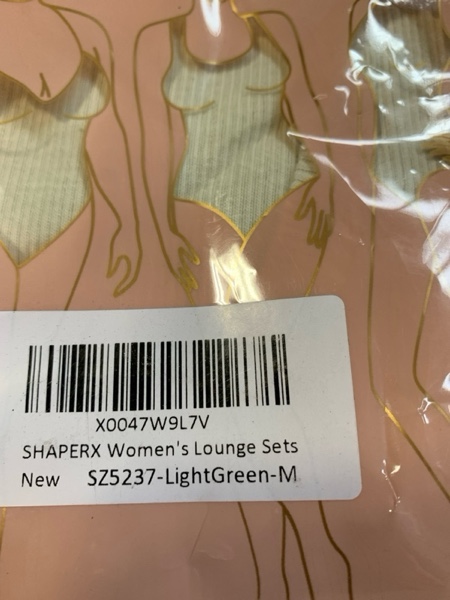 X0047W9L7V
SHAPERX Women's Lounge Sets
New SZ5237-LightGreen-M